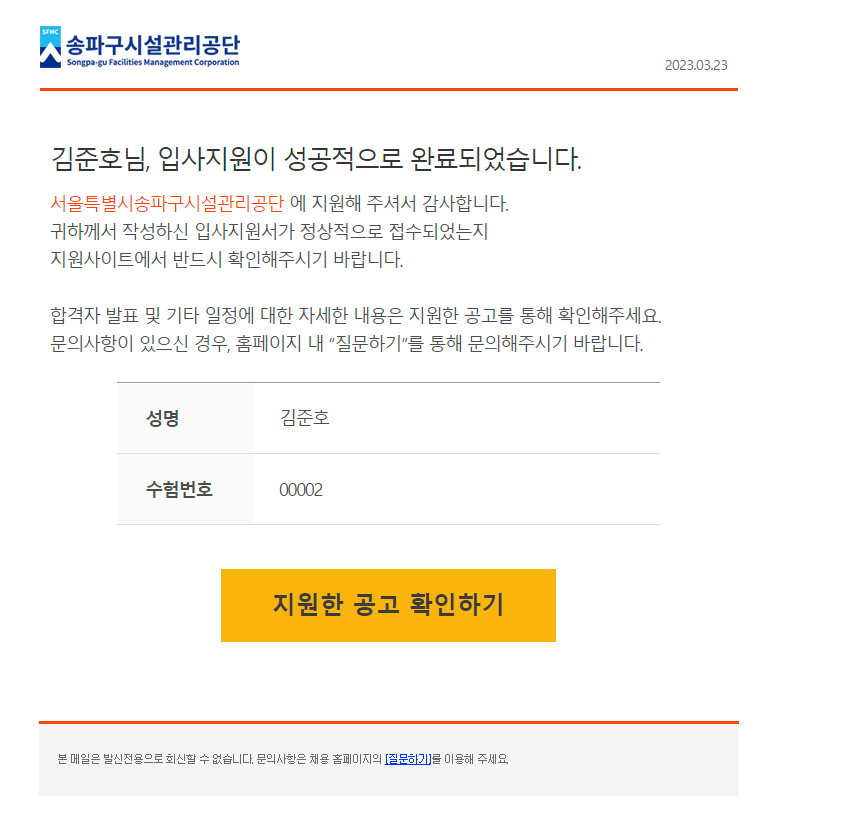 SFMC
송파구시설관리공단
Songpa-gu Facilities Management Corporation
2023.03.23
김준호님, 입사지원이 성공적으로 완료되었습니다.
서울특별시송파구시설관리공단 에 지원해 주셔서 감사합니다.
귀하께서 작성하신 입사지원서가 정상적으로 접수되었는지
지원사이트에서 반드시 확인해주시기 바랍니다.
합격자 발표 및 기타 일정에 대한 자세한 내용은 지원한 공고를 통해 확인해주세요.
문의사항이 있으신 경우, 홈페이지 내 “질문하기”를 통해 문의해주시기 바랍니다.
성명 김준호
수험번호 00002
지원한 공고 확인하기
본 메일은 발신전용으로 회신할 수 없습니다. 문의사항은 채용 홈페이지의 [질문하기]를 이용해 주세요.